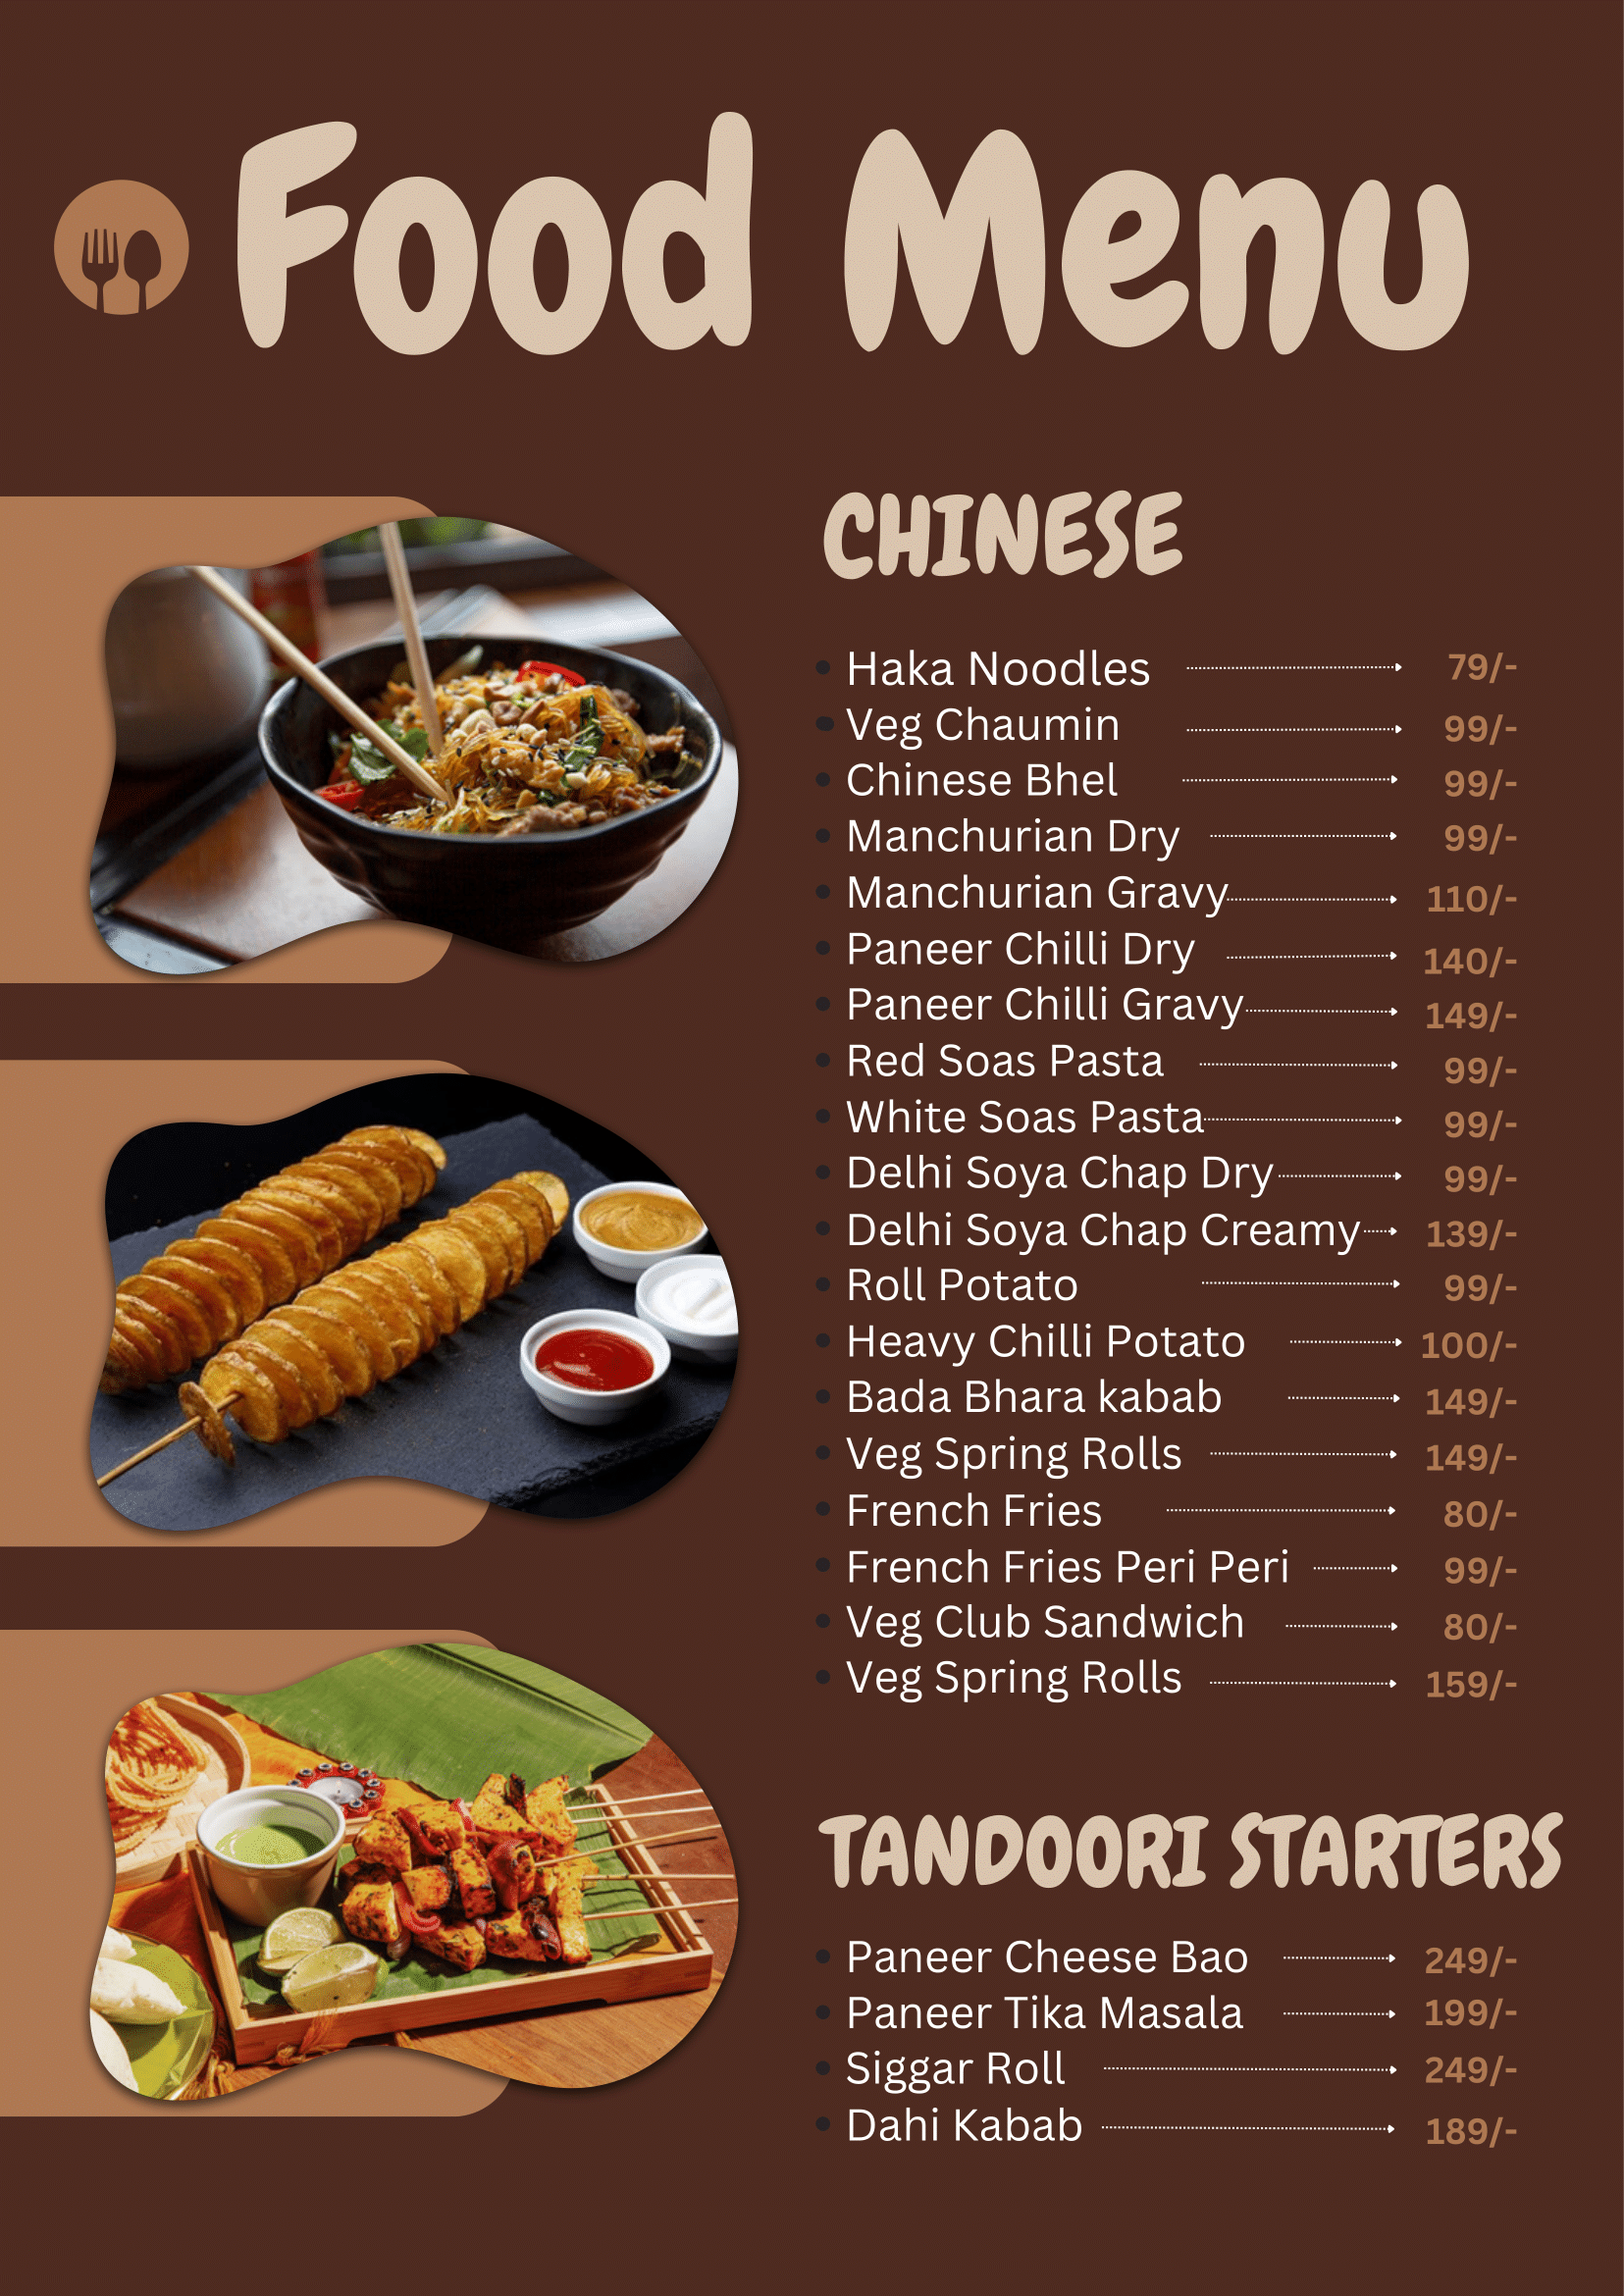 Food Menu
CHINESE
Haka Noodles 79/-
Veg Chaumin 99/-
Chinese Bhel 99/-
Manchurian Dry 99/-
Manchurian Gravy 110/-
Paneer Chilli Dry 140/-
Paneer Chilli Gravy 149/-
Red Soas Pasta 99/-
White Soas Pasta 99/-
Delhi Soya Chap Dry 99/-
Delhi Soya Chap Creamy 139/-
Roll Potato 99/-
Heavy Chilli Potato 100/-
Bada Bhara kabab 149/-
Veg Spring Rolls 149/-
French Fries 80/-
French Fries Peri Peri 99/-
Veg Club Sandwich 80/-
Veg Spring Rolls 159/-
TANDOORI STARTERS
Paneer Cheese Bao 249/-
Paneer Tika Masala 199/-
Siggar Roll 249/-
Dahi Kabab 189/-